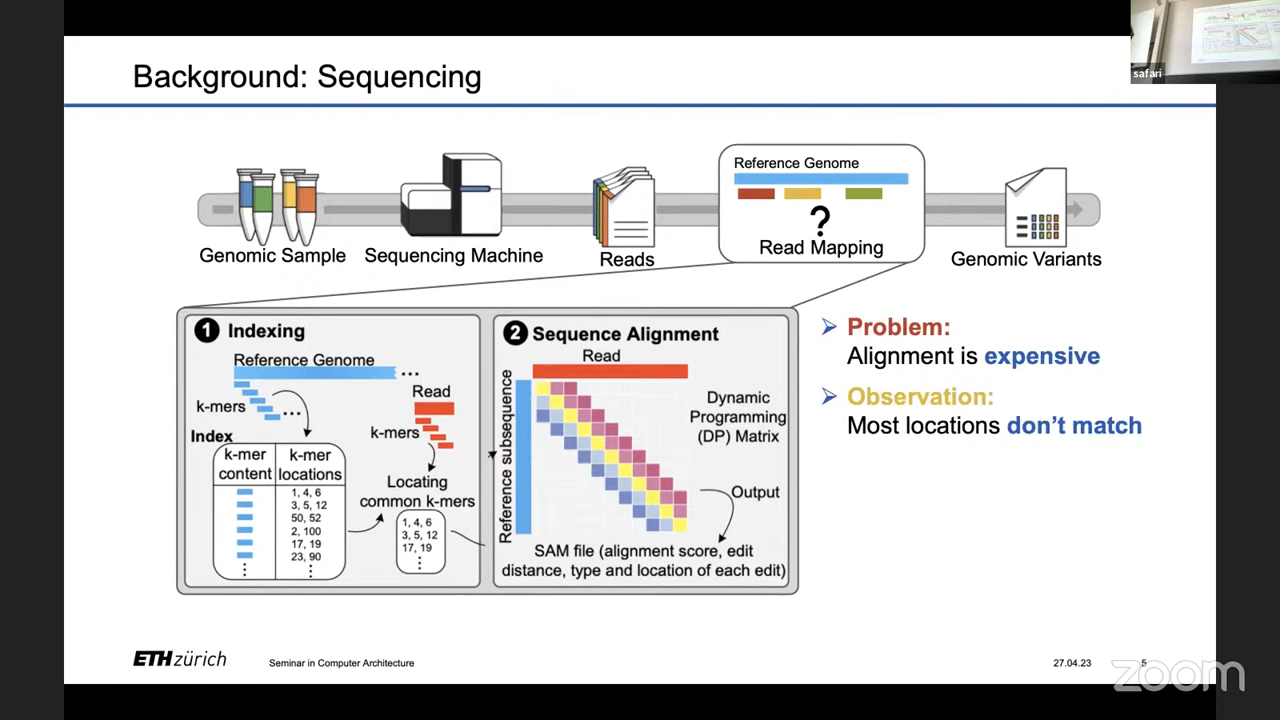 safari
Background: Sequencing
Genomic Sample
Sequencing Machine
Reads
Reference Genome
?
Read Mapping
Genomic Variants
1 Indexing
Reference Genome
...
Read
k-mers
...
k-mers
Index
k-mer content
k-mer locations
1, 4, 6
3, 5, 12
50, 52
2, 100
17, 19
23, 90
Locating
common k-mers
1, 4, 6
3, 5, 12
17, 19
2 Sequence Alignment
Read
Reference subsequence
Dynamic
Programming
(DP) Matrix
Output
SAM file (alignment score, edit
distance, type and location of each edit)
Problem:
Alignment is expensive
Observation:
Most locations don't match
ETH zürich
Seminar in Computer Architecture
27.04.23
5
zoom